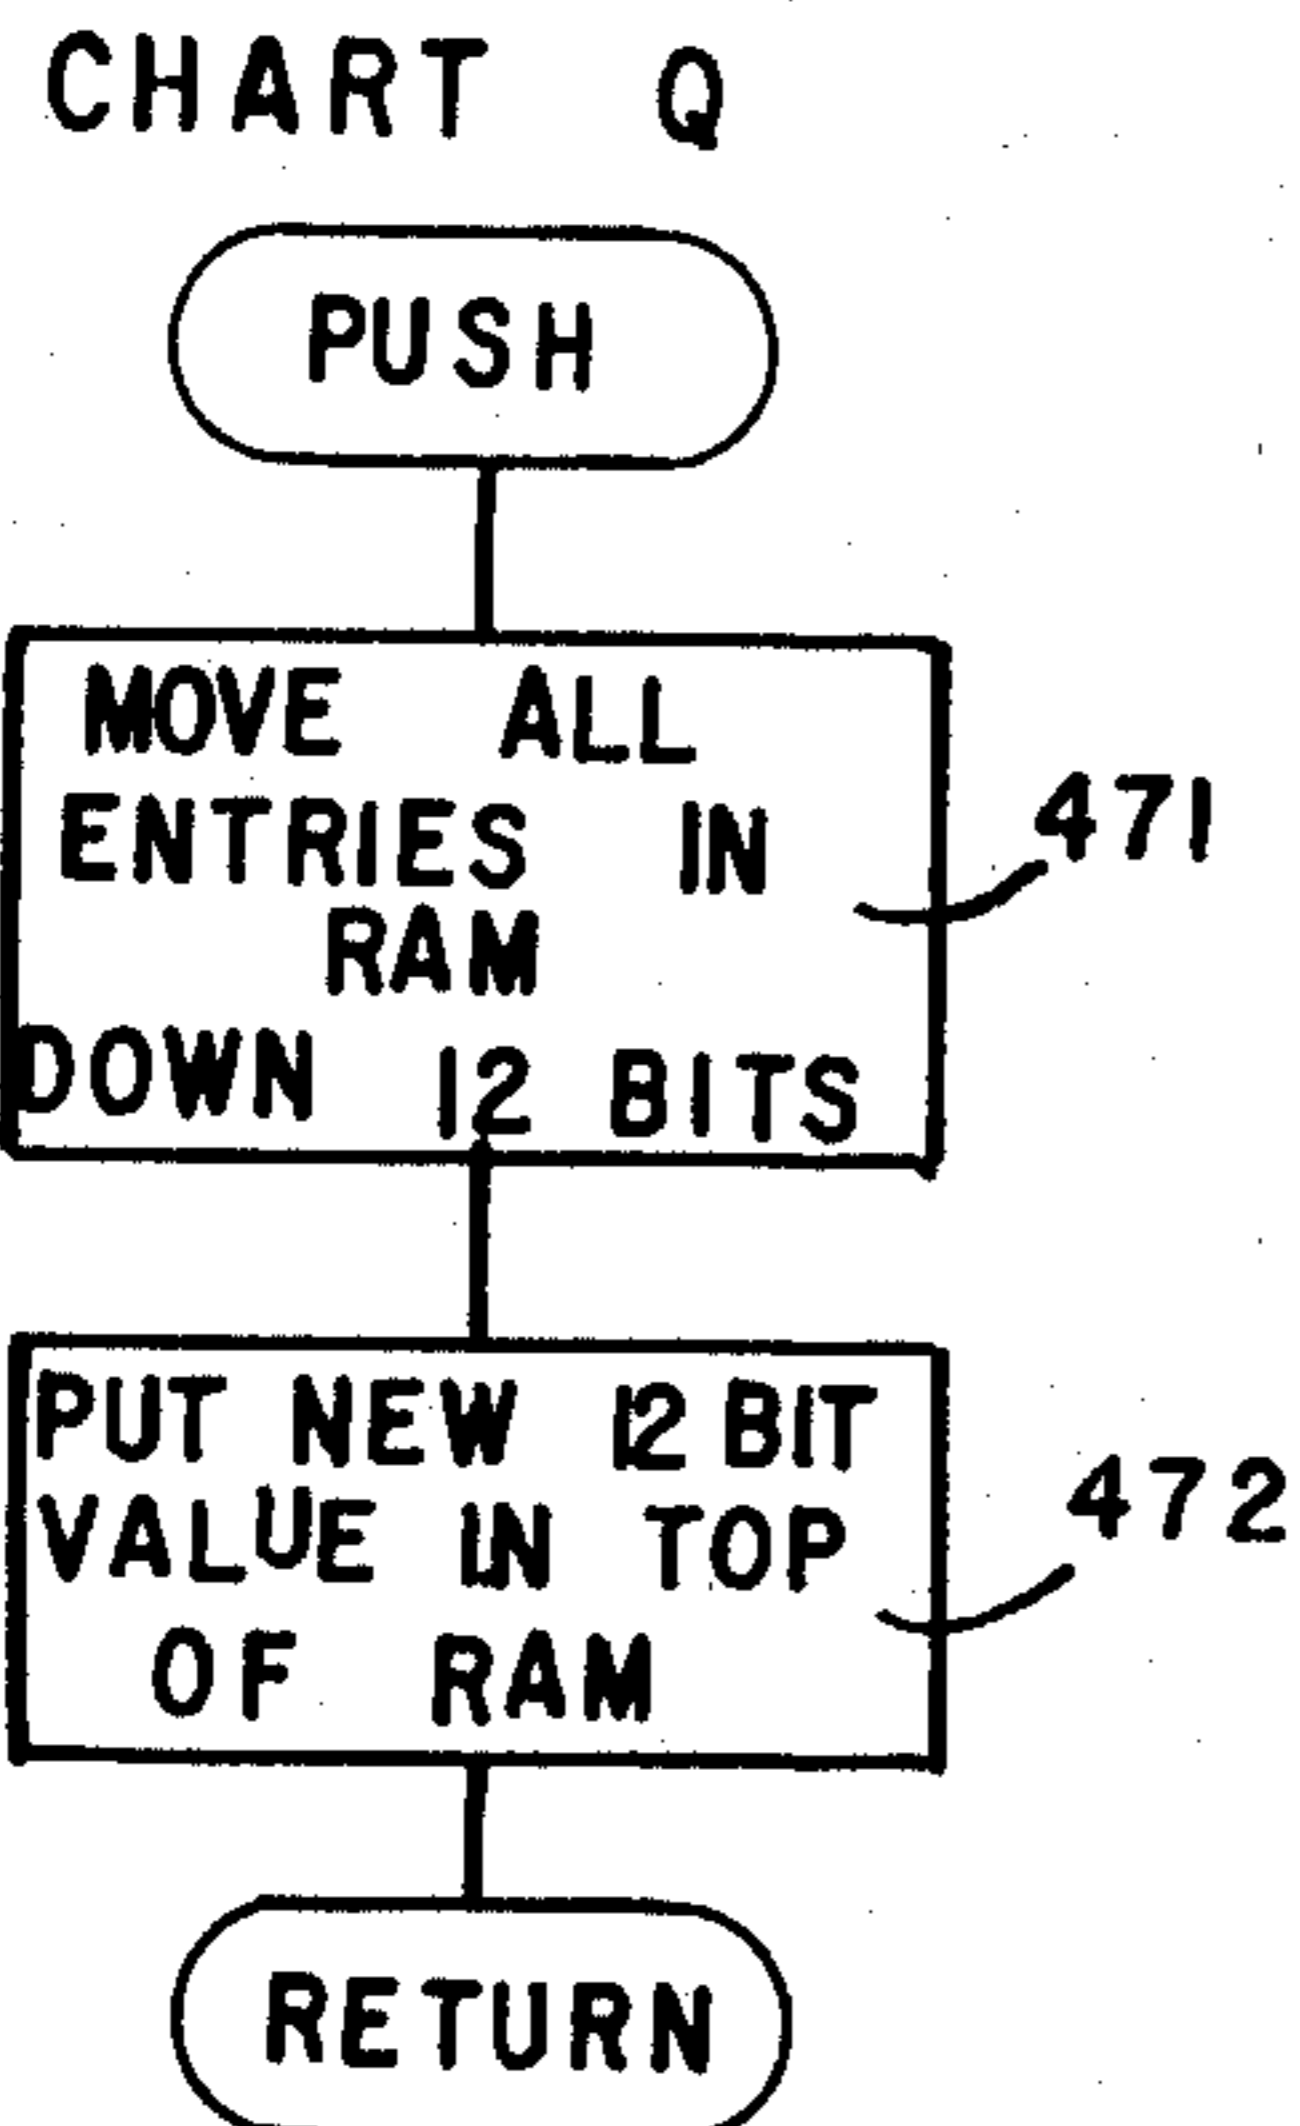 CHART Q
PUSH
MOVE ALL
ENTRIES IN
RAM
DOWN 12 BITS
471
PUT NEW 12 BIT
VALUE IN TOP
OF RAM
472
RETURN